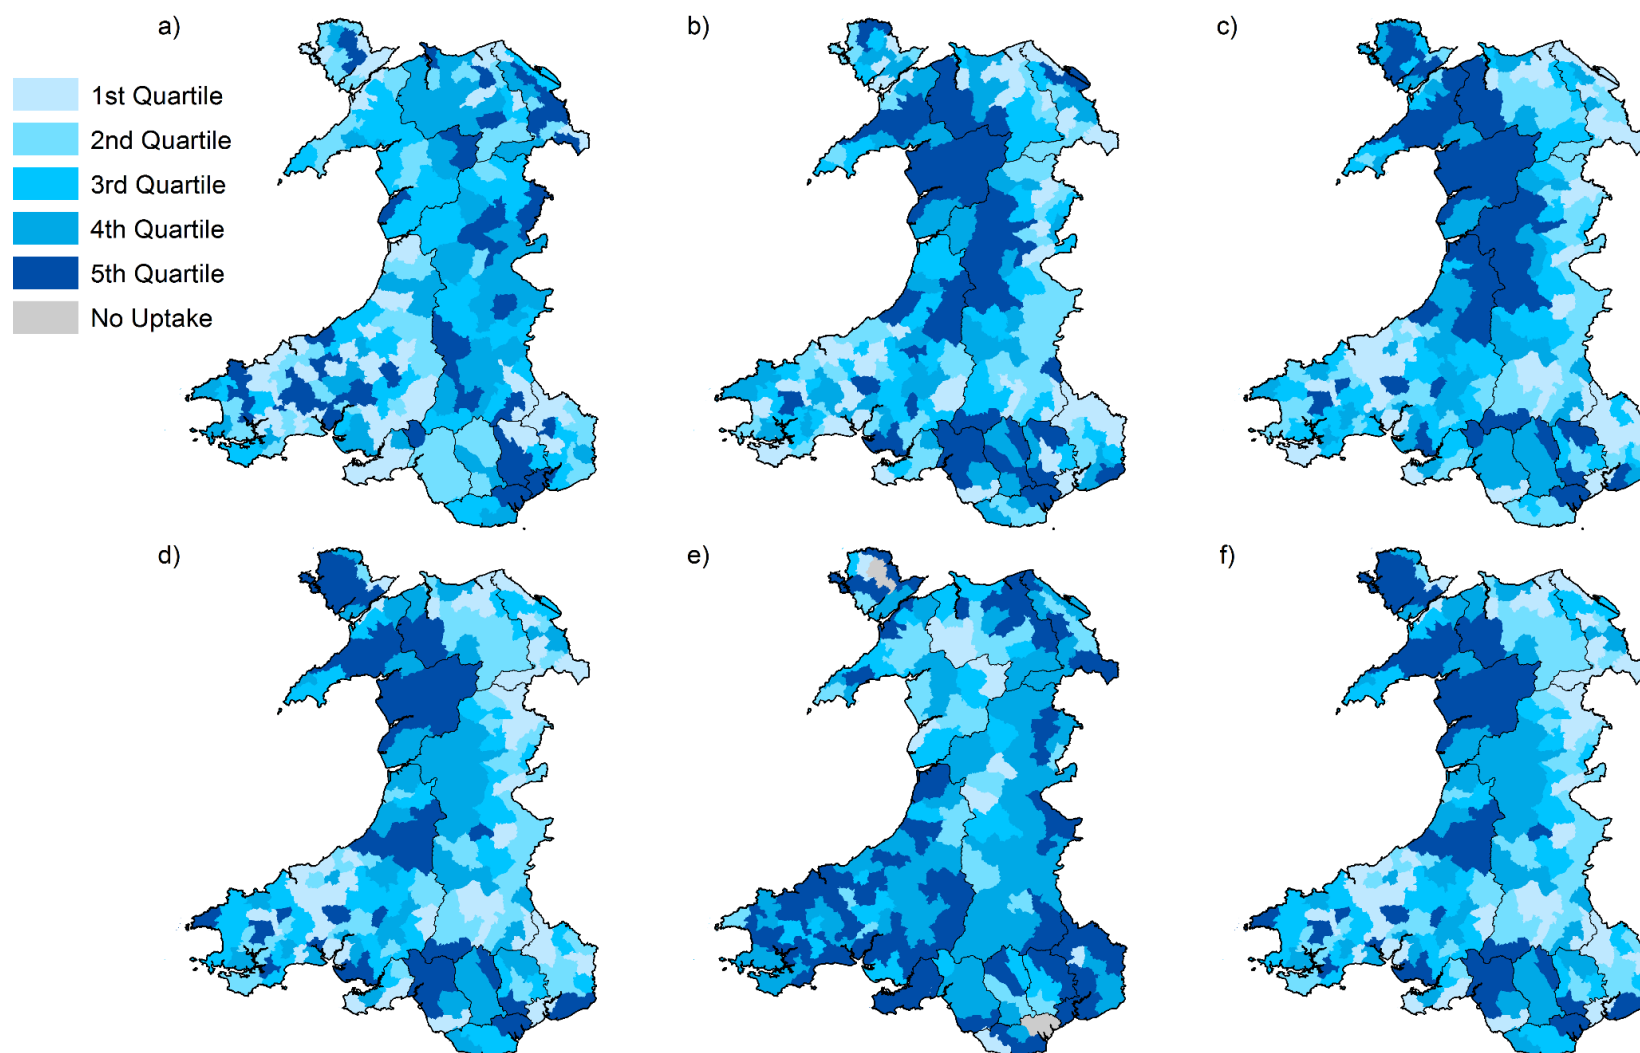 a)
b)
c)
1st Quartile
2nd Quartile
3rd Quartile
4th Quartile
5th Quartile
No Uptake
d)
e)
f)